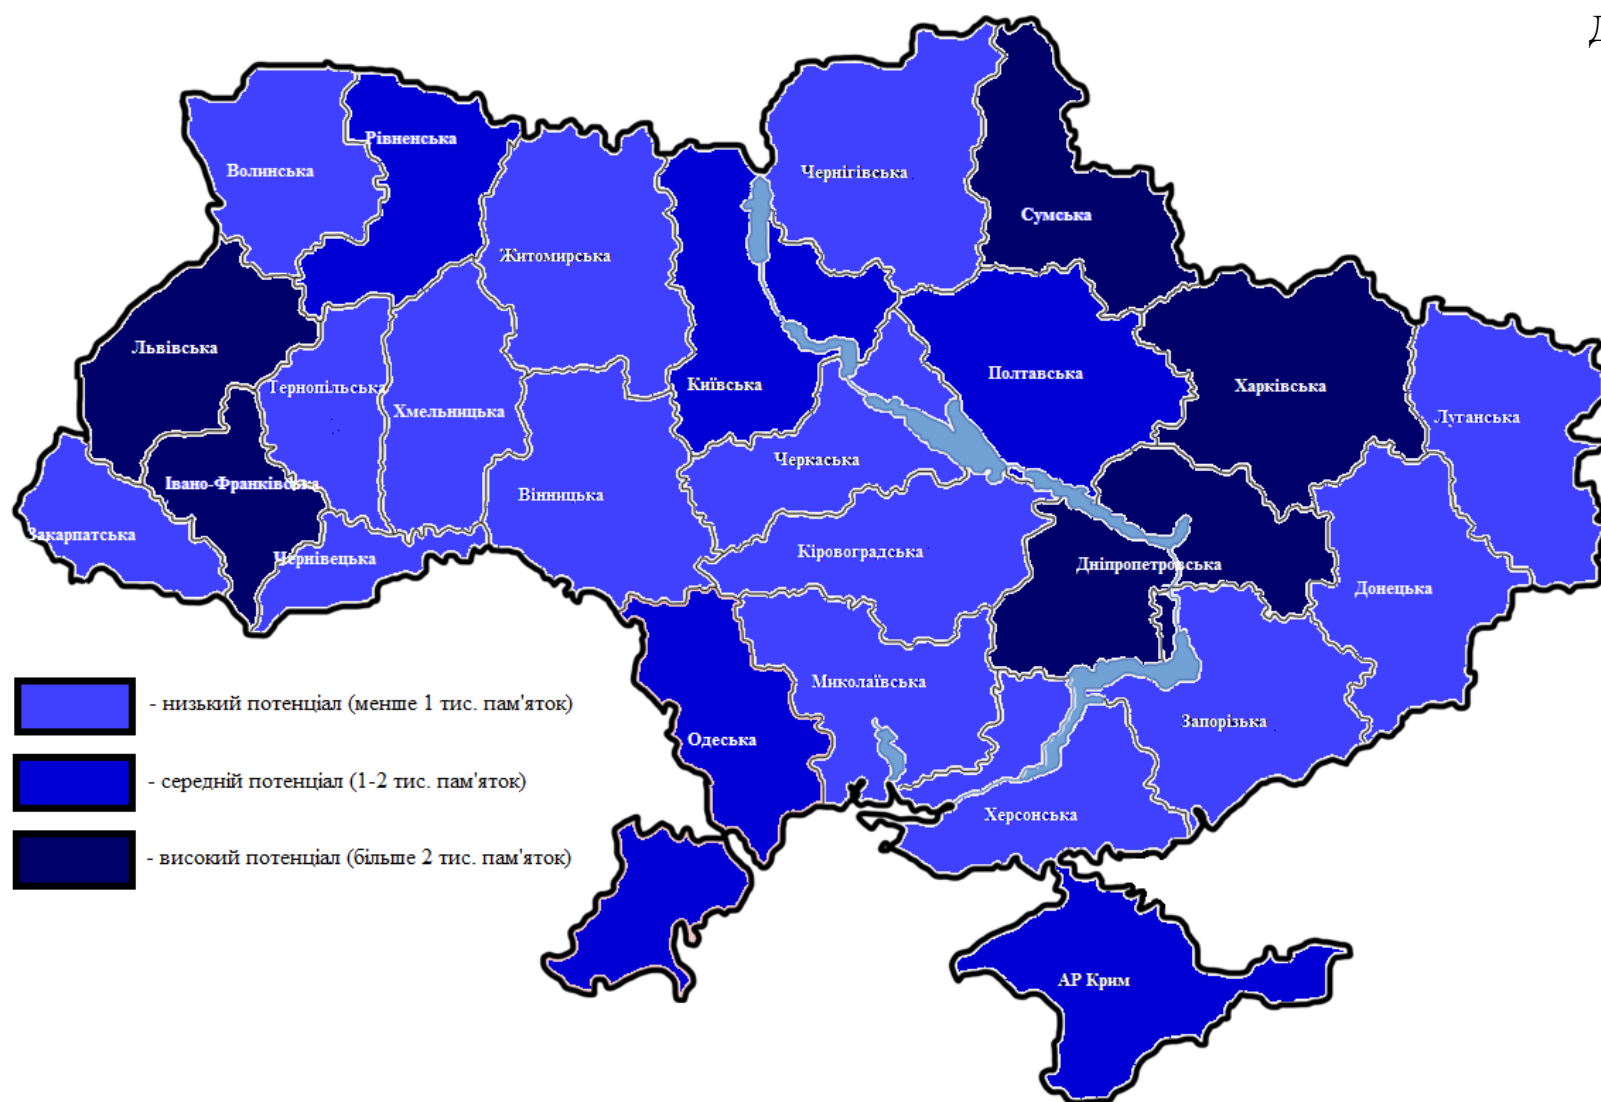 Д
Рівненська
Волинська
Чернігівська
Сумська
Житомирська
Львівська
Київська
Полтавська
Харківська
Тернопільська
Хмельницька
Луганська
Черкаська
Івано-Франківська
Вінницька
Закарпатська
Чернівецька
Кіровоградська
Дніпропетровська
Донецька
Миколаївська
- низький потенціал (менше 1 тис. пам'яток)
Запорізька
Одеська
- середній потенціал (1-2 тис. пам'яток)
Херсонська
- високий потенціал (більше 2 тис. пам'яток)
АР Крим